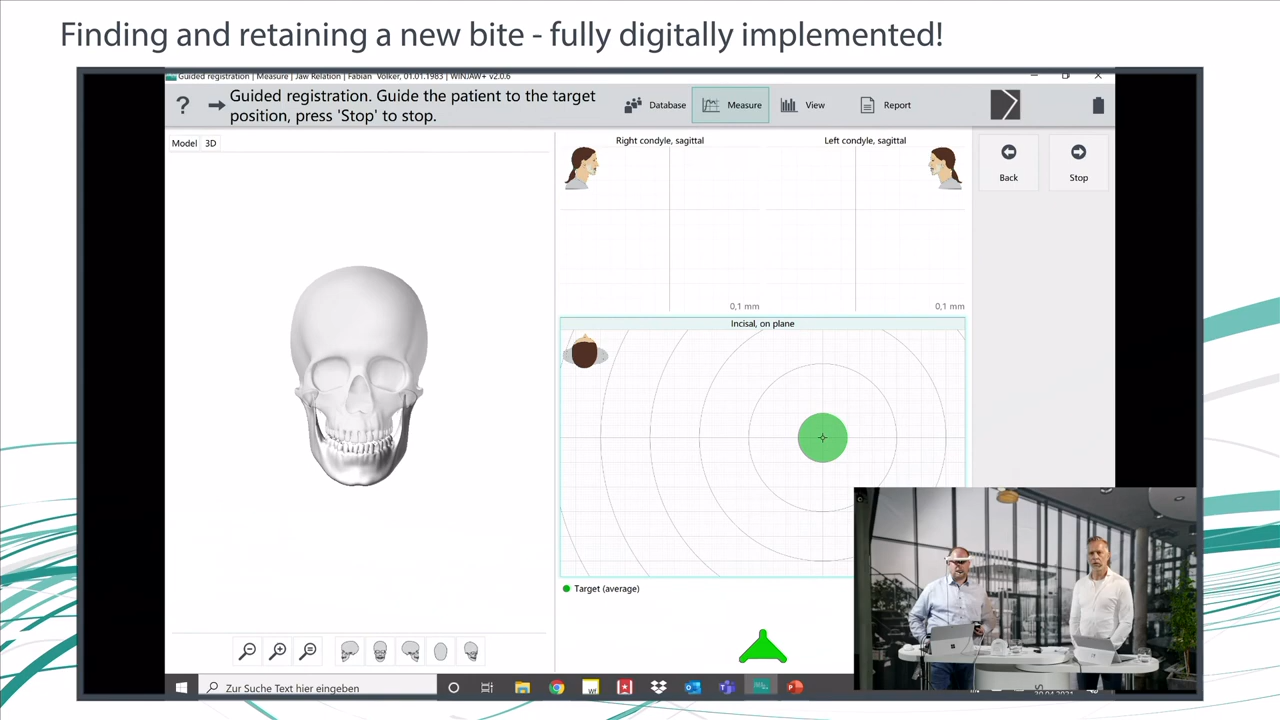 Finding and retaining a new bite - fully digitally implemented!
Guided registration | Measure | Jaw Relation | Fabian Völker, 01.01.1983 | WINJAW+ v2.0.6
Guided registration. Guide the patient to the target
position, press 'Stop' to stop.
Database
Measure
View
Report
Model 3D
Right condyle, sagittal
Left condyle, sagittal
Back
Stop
0,1 mm
0,1 mm
Incisal, on plane
Target (average)
Zur Suche Text hier eingeben
30.04.2021